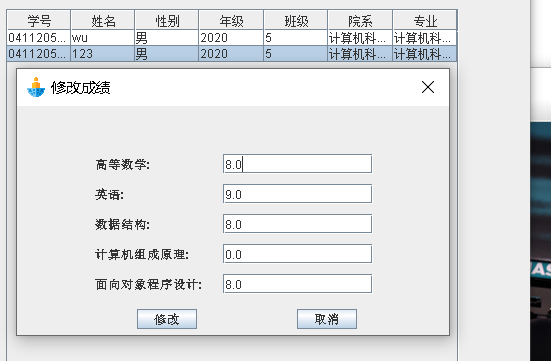 学号 姓名 性别 年级 班级 院系 专业
0411205... wu 男 2020 5 计算机科... 计算机科...
0411205... 123 男 2020 5 计算机科... 计算机科...
修改成绩
高等数学: 8.0
英语: 9.0
数据结构: 8.0
计算机组成原理: 0.0
面向对象程序设计: 8.0
修改 取消
AS